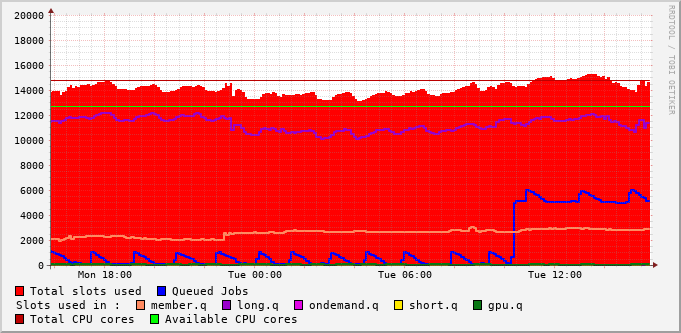 20000
18000
16000
14000
12000
10000
8000
6000
4000
2000
0
Mon 18:00 Tue 00:00 Tue 06:00 Tue 12:00
RRDTOOL / TOBI OETIKER
Total slots used Queued Jobs
Slots used in : member.q long.q ondemand.q short.q gpu.q
Total CPU cores Available CPU cores